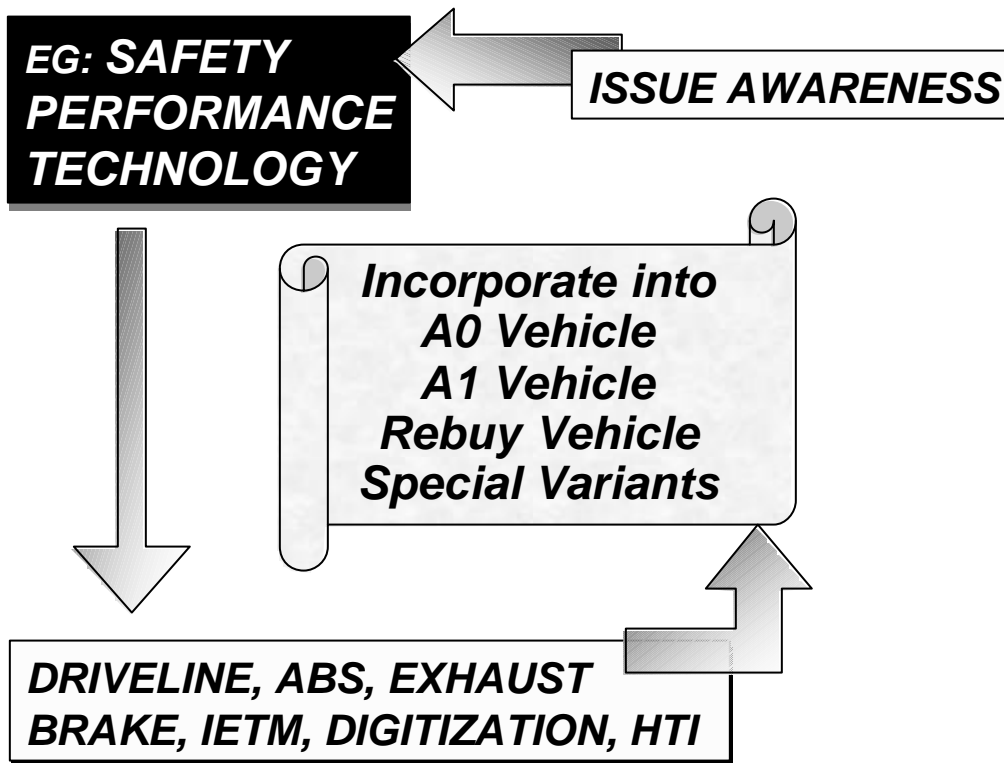 EG: SAFETY
PERFORMANCE
TECHNOLOGY
ISSUE AWARENESS
Incorporate into
A0 Vehicle
A1 Vehicle
Rebuy Vehicle
Special Variants
DRIVELINE, ABS, EXHAUST
BRAKE, IETM, DIGITIZATION, HTI